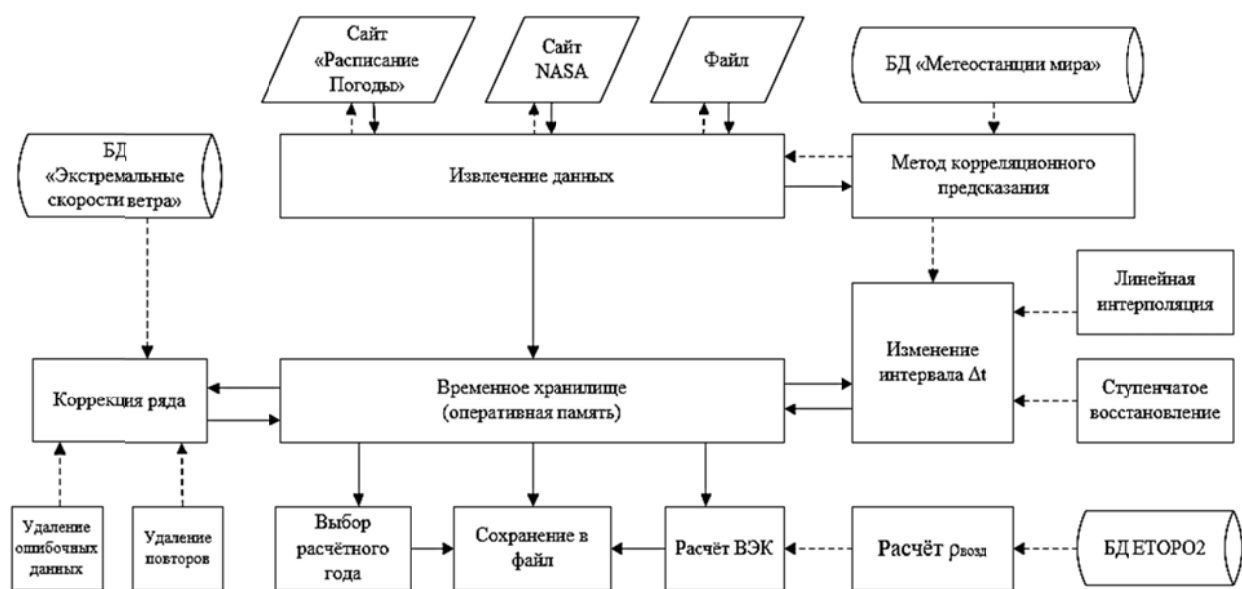 Сайт
«Расписание
Погоды»
Сайт
NASA
Файл
БД «Метеостанции мира»
БД
«Экстремальные
скорости ветра»
Извлечение данных
Метод корреляционного
предсказания
Линейная
интерполяция
Изменение
интервала Δt
Коррекция ряда
Временное хранилище
(оперативная память)
Ступенчатое
восстановление
Удаление
ошибочных
данных
Удаление
повторов
Выбор
расчётного
года
Сохранение в
файл
Расчёт ВЭК
Расчёт ρвозд
БД ETOPO2